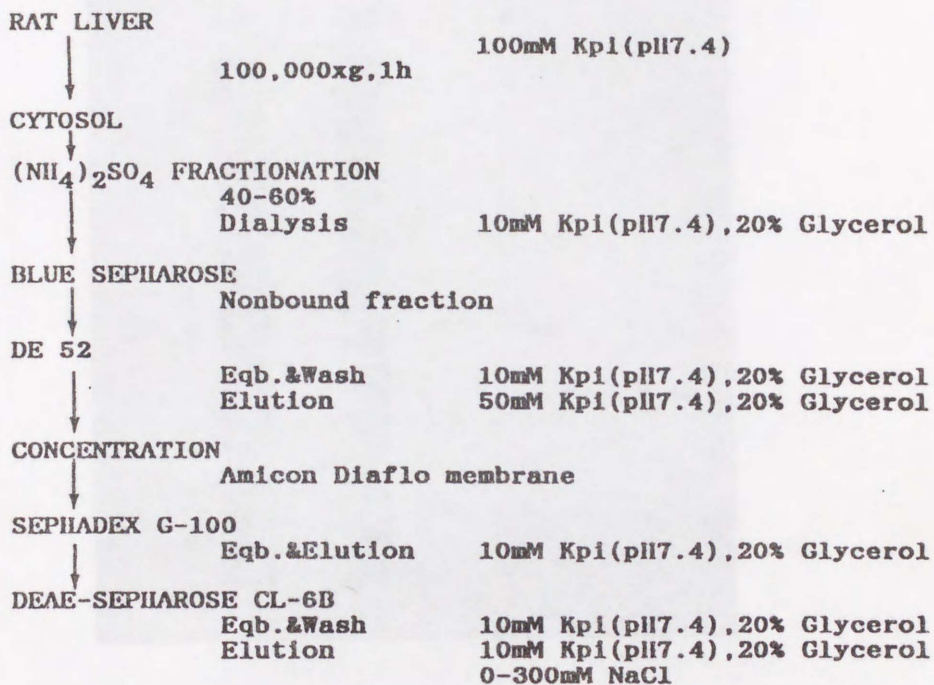 RAT LIVER
100mM Kpi(pH7.4)
100,000xg,1h
CYTOSOL
(NH4)2SO4 FRACTIONATION
40-60%
Dialysis 10mM Kpi(pH7.4),20% Glycerol
BLUE SEPHAROSE
Nonbound fraction
DE 52
Eqb.&Wash 10mM Kpi(pH7.4),20% Glycerol
Elution 50mM Kpi(pH7.4),20% Glycerol
CONCENTRATION
Amicon Diaflo membrane
SEPHADEX G-100
Eqb.&Elution 10mM Kpi(pH7.4),20% Glycerol
DEAE-SEPHAROSE CL-6B
Eqb.&Wash 10mM Kpi(pH7.4),20% Glycerol
Elution 10mM Kpi(pH7.4),20% Glycerol
0-300mM NaCl